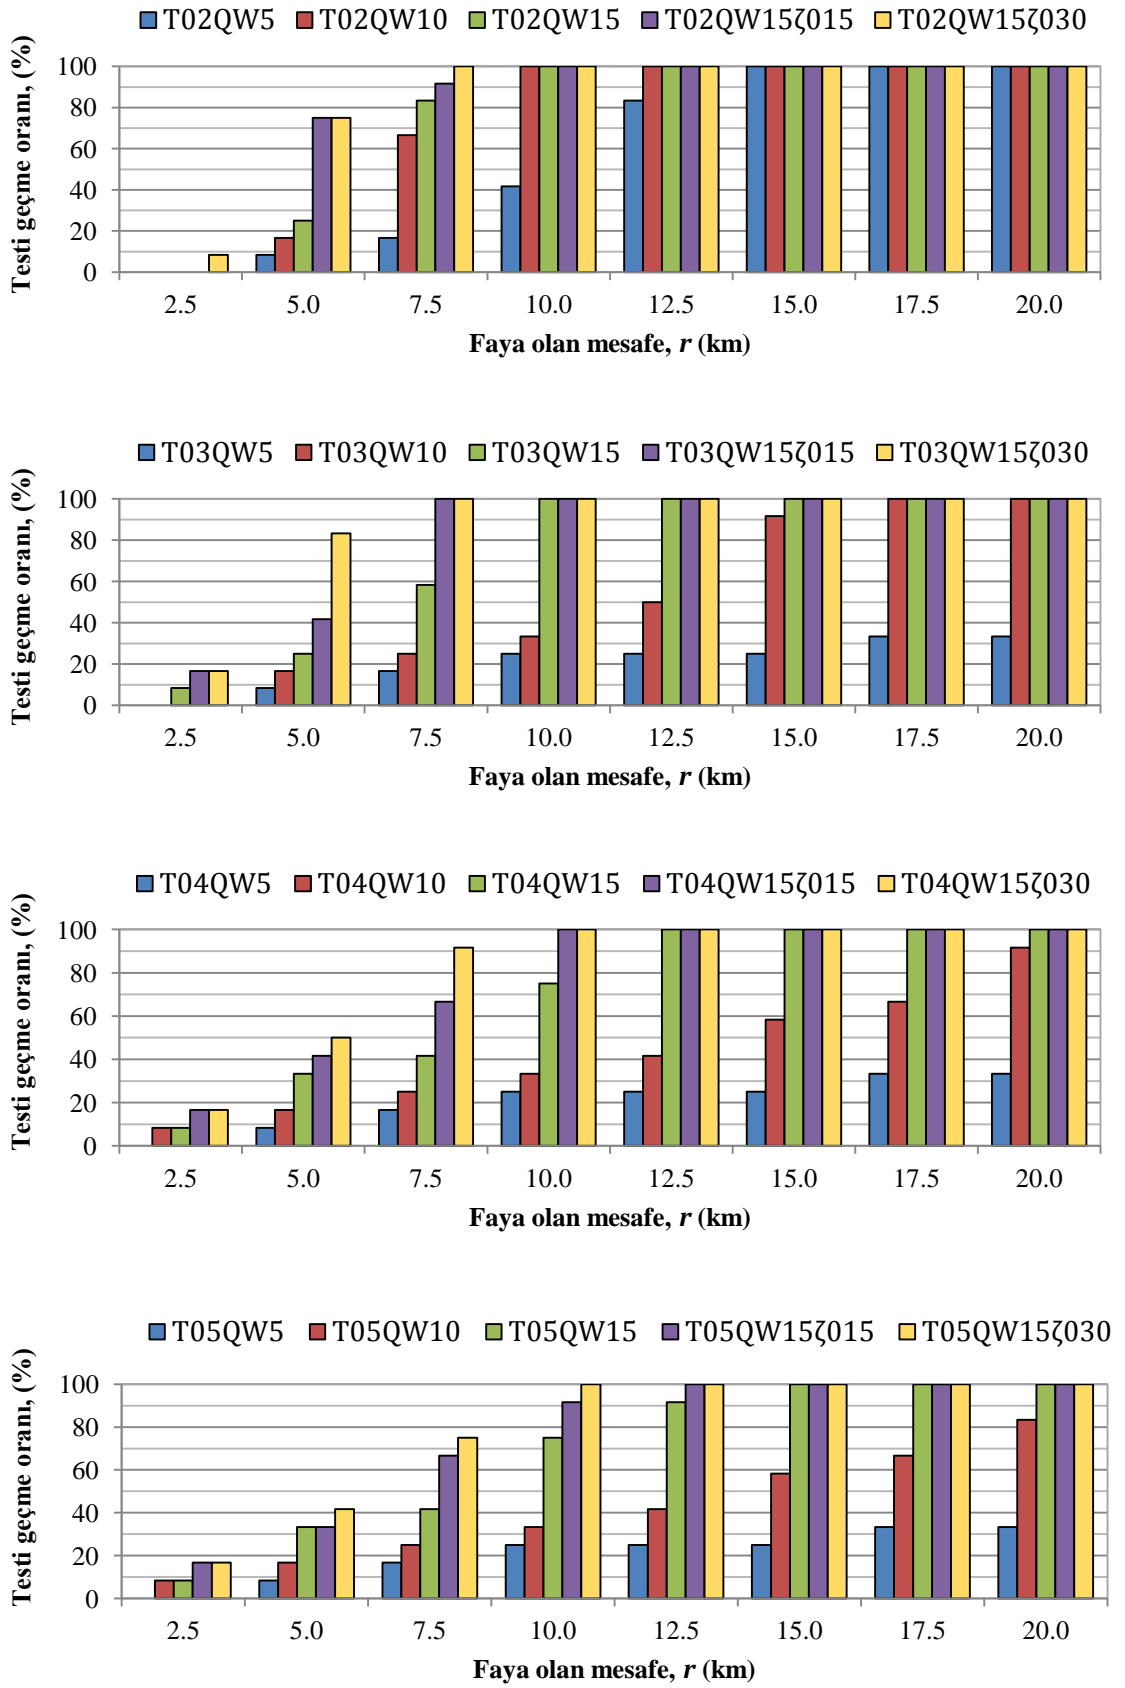 T02QW5 T02QW10 T02QW15 T02QW15ζ015 T02QW15ζ030
Testi geçme oranı, (%)
100
80
60
40
20
0
2.5 5.0 7.5 10.0 12.5 15.0 17.5 20.0
Faya olan mesafe, r (km)
T03QW5 T03QW10 T03QW15 T03QW15ζ015 T03QW15ζ030
Testi geçme oranı, (%)
100
80
60
40
20
0
2.5 5.0 7.5 10.0 12.5 15.0 17.5 20.0
Faya olan mesafe, r (km)
T04QW5 T04QW10 T04QW15 T04QW15ζ015 T04QW15ζ030
Testi geçme oranı, (%)
100
80
60
40
20
0
2.5 5.0 7.5 10.0 12.5 15.0 17.5 20.0
Faya olan mesafe, r (km)
T05QW5 T05QW10 T05QW15 T05QW15ζ015 T05QW15ζ030
Testi geçme oranı, (%)
100
80
60
40
20
0
2.5 5.0 7.5 10.0 12.5 15.0 17.5 20.0
Faya olan mesafe, r (km)